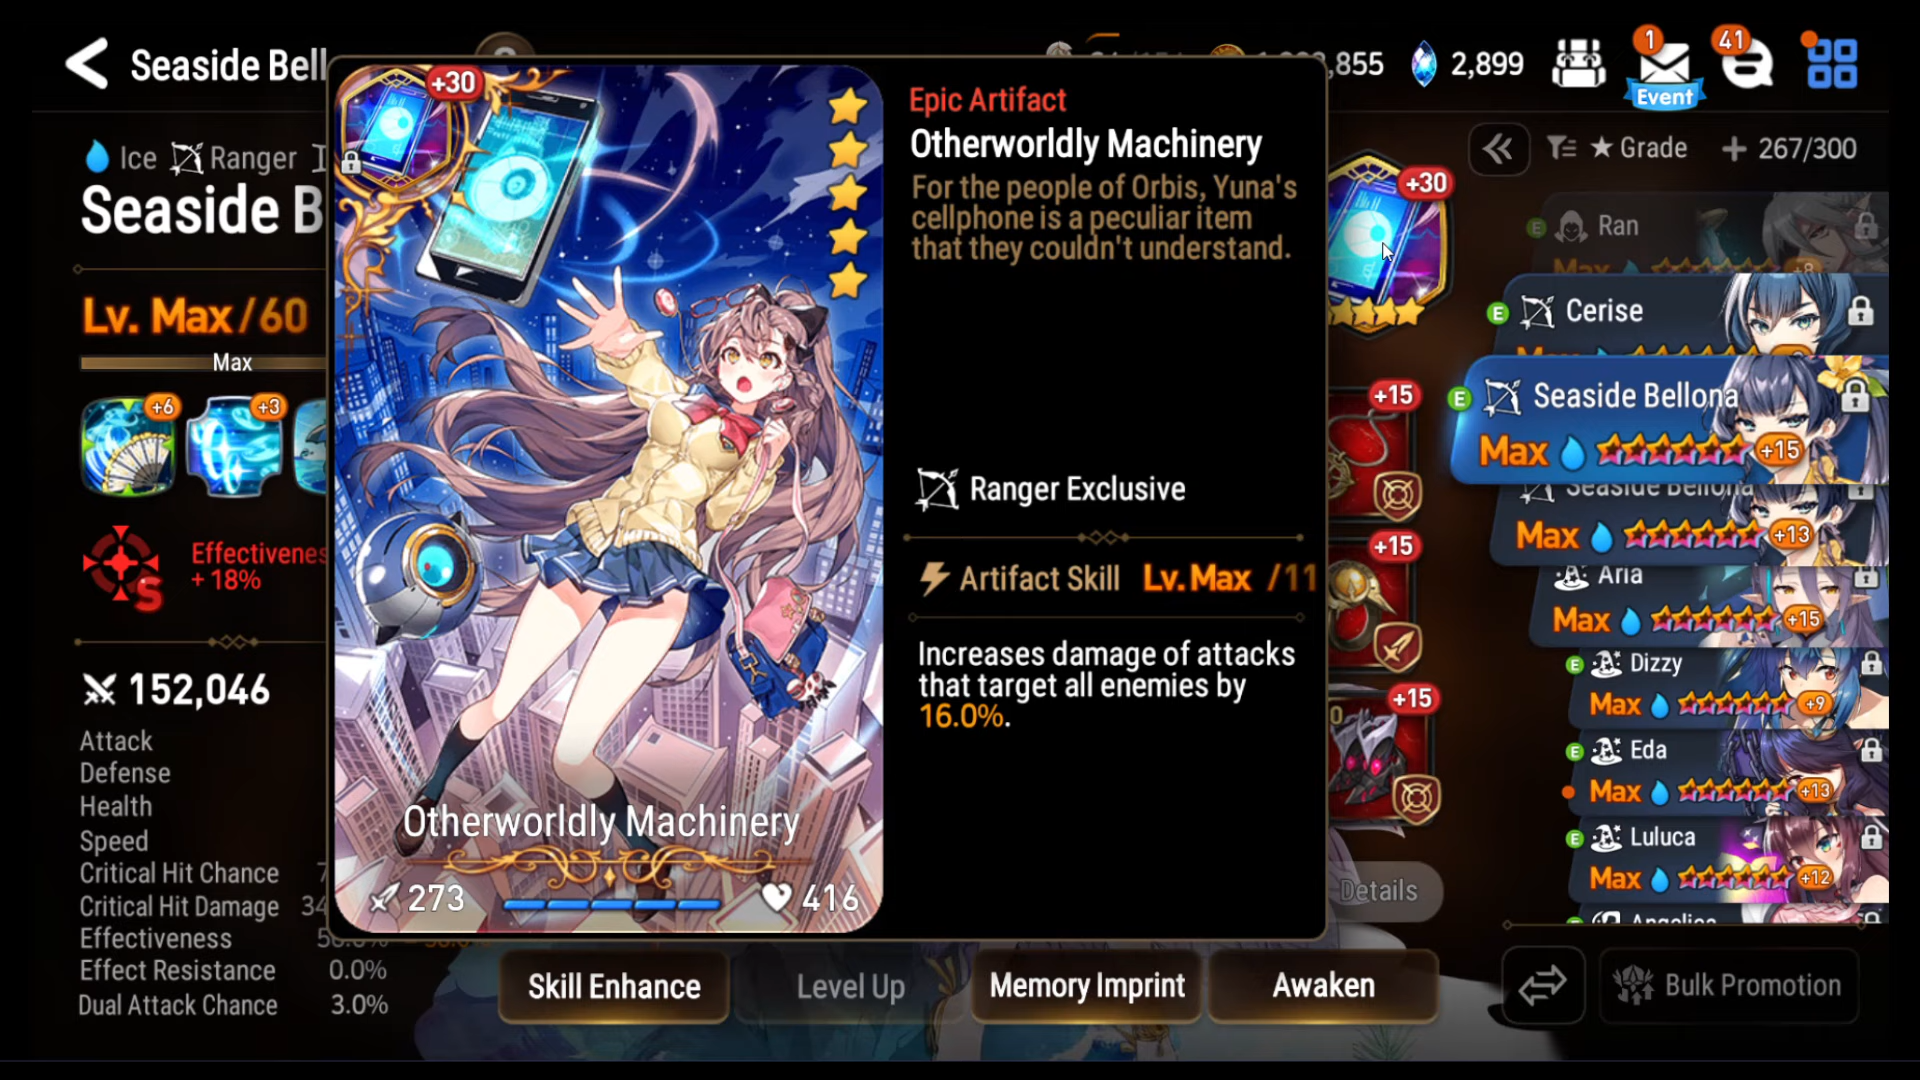 Seaside Bell
,855
2,899
1
Event
41
Ice
Ranger
Seaside B
Lv. Max/60
Max
+6
+3
Effectivenes
+ 18%
152,046
Attack
Defense
Health
Speed
Critical Hit Chance
Critical Hit Damage 34
Effectiveness
Effect Resistance 0.0%
Dual Attack Chance 3.0%
+30
Otherworldly Machinery
273
416
Epic Artifact
Otherworldly Machinery
For the people of Orbis, Yuna's
cellphone is a peculiar item
that they couldn't understand.
Ranger Exclusive
Artifact Skill Lv.Max /11
Increases damage of attacks
that target all enemies by
16.0%.
+30
+15
+15
+15
Details
Grade
267/300
Ran
Max
+8
Cerise
Seaside Bellona
Max
+15
Seaside Bellona
Max
+13
Aria
Max
+15
Dizzy
Max
+9
Eda
Max
+13
Luluca
Max
+12
Angelica
Skill Enhance
Level Up
Memory Imprint
Awaken
Bulk Promotion